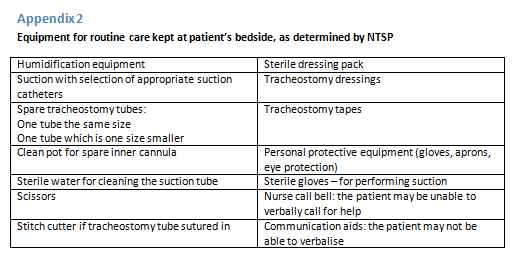 Appendix 2
Equipment for routine care kept at patient's bedside, as determined by NTSP
Humidification equipment
Sterile dressing pack
Suction with selection of appropriate suction
catheters
Tracheostomy dressings
Spare tracheostomy tubes:
One tube the same size
One tube which is one size smaller
Tracheostomy tapes
Clean pot for spare inner cannula
Personal protective equipment (gloves, aprons,
eye protection)
Sterile water for cleaning the suction tube
Sterile gloves – for performing suction
Scissors
Nurse call bell: the patient may be unable to
verbally call for help
Stitch cutter if tracheostomy tube sutured in
Communication aids: the patient may not be
able to verbalise